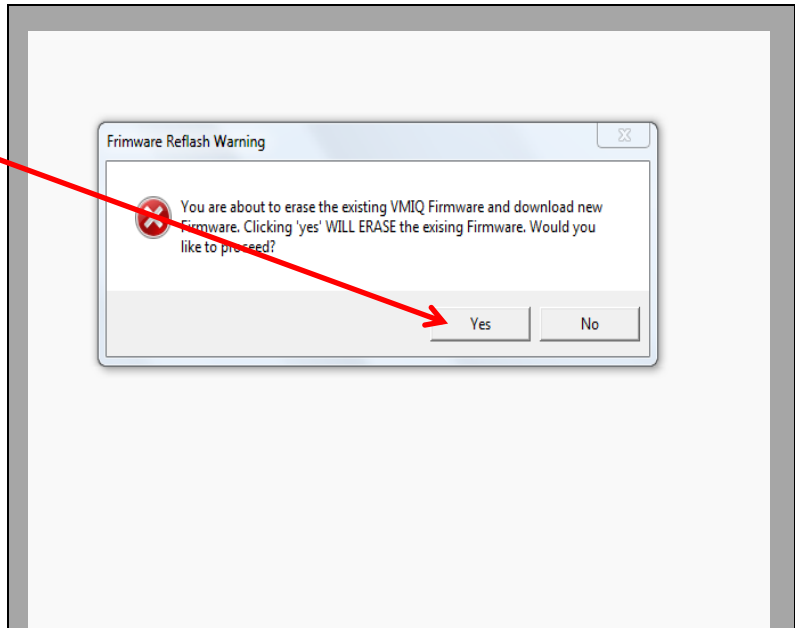 Frimware Reflash Warning
You are about to erase the existing VMIQ Firmware and download new
Firmware. Clicking 'yes' WILL ERASE the exising Firmware. Would you
like to proceed?
Yes No